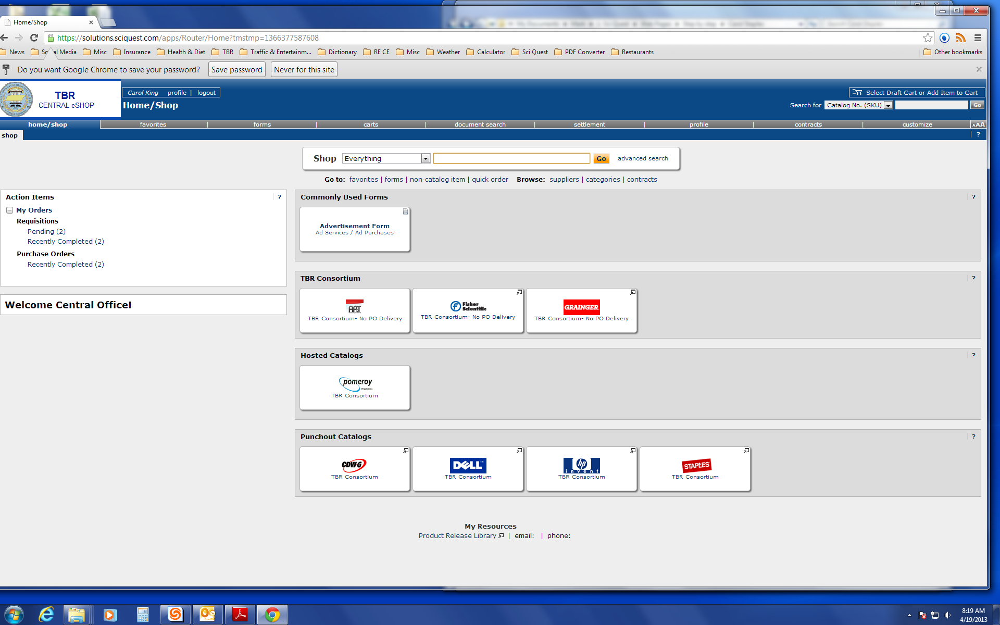 Home/Shop
https://solutions.sciquest.com/apps/Router/Home?tmstmp=1366377587608
News Social Media Misc Insurance Health & Diet TBR Traffic & Entertainm... Dictionary RE CE Misc Weather Calculator Sci Quest PDF Converter Restaurants Other bookmarks
Do you want Google Chrome to save your password? Save password Never for this site
TBR
CENTRAL eSHOP
Carol King profile | logout
Select Draft Cart or Add Item to Cart
Home/Shop
Search for Catalog No. (SKU) Go
home/shop favorites | forms | carts | document search | settlement | profile | contracts | customize AAA
shop ?
Shop Everything Go advanced search
Go to: favorites | forms | non-catalog item | quick order Browse: suppliers | categories | contracts
Action Items ?
My Orders
Requisitions
Pending (2)
Recently Completed (2)
Purchase Orders
Recently Completed (2)
Welcome Central Office!
Commonly Used Forms ?
Advertisement Form
Ad Services / Ad Purchases
TBR Consortium ?
AP&T
TBR Consortium- No PO Delivery
Fisher
Scientific
TBR Consortium- No PO Delivery
GRAINGER
TBR Consortium- No PO Delivery
Hosted Catalogs ?
pomeroy
IT Solutions
TBR Consortium
Punchout Catalogs ?
CDWG
TBR Consortium
DELL™
TBR Consortium
hp
invent
TBR Consortium
STAPLES
TBR Consortium
My Resources
Product Release Library | email: | phone:
8:19 AM
4/19/2013